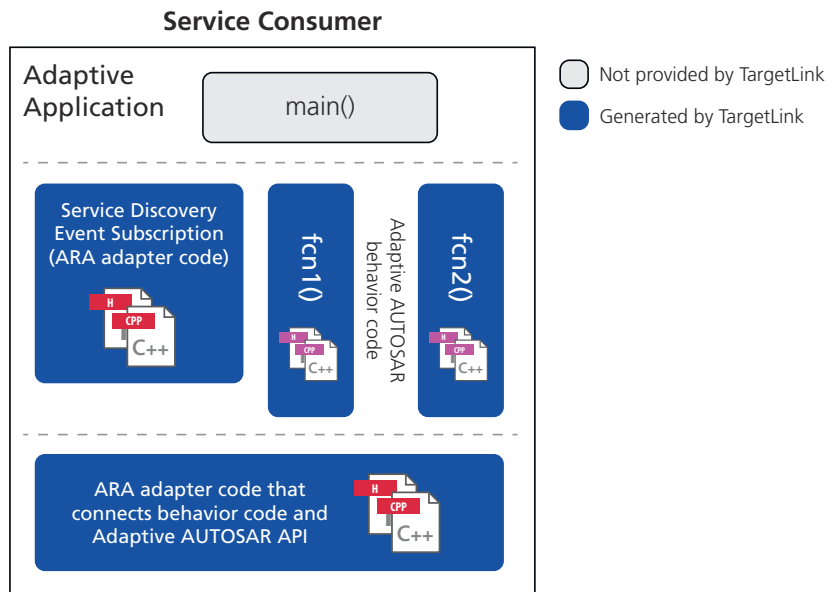 Service Consumer
Adaptive
Application
main()
Not provided by TargetLink
Generated by TargetLink
Service Discovery
Event Subscription
(ARA adapter code)
H
CPP
C++
fcn1()
H
CPP
C++
Adaptive AUTOSAR
behavior code
fcn2()
H
CPP
C++
ARA adapter code that
connects behavior code and
Adaptive AUTOSAR API
H
CPP
C++